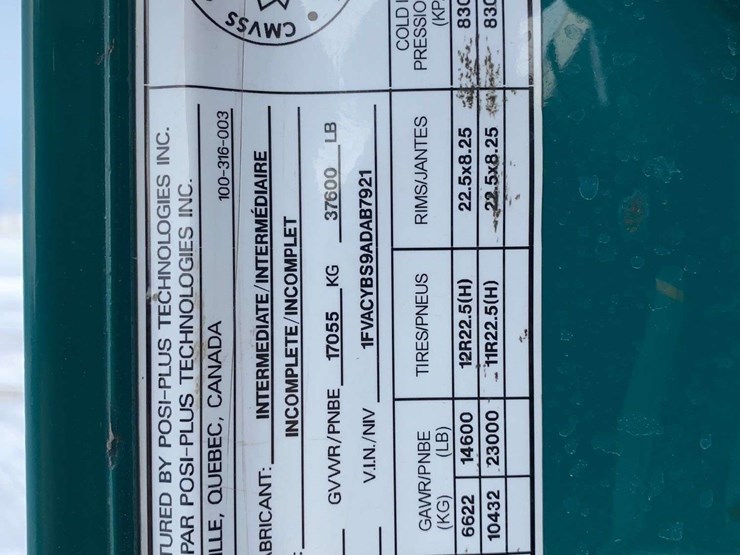 TURED BY POSI-PLUS TECHNOLOGIES INC.
PAR POSI-PLUS TECHNOLOGIES INC.
ILLE, QUEBEC, CANADA
100-316-003
CMVSS
BRICANT: INTERMEDIATE/INTERMÉDIAIRE
INCOMPLETE/INCOMPLET
GVWR/PNBE 17055 KG 37600 LB
V.I.N./NIV 1FVACYBS9ADAB7921
GAWR/PNBE TIRES/PNEUS RIMS/JANTES COLD I
(KG) (LB) PRESSIO
(KP
6622 14600 12R22.5(H) 22.5x8.25 830
10432 23000 11R22.5(H) 22.5x8.25 830